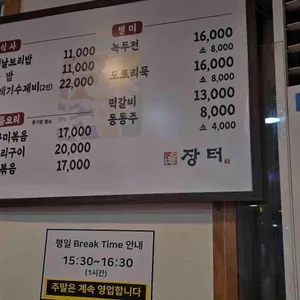 식사
날보리밥 11,000
밥 11,000
수제비(2인) 22,000
요리
미볶음 17,000
리구이 20,000
볶음 17,000
별미
녹두전 16,000
소 8,000
도토리묵 16,000
소 8,000
떡갈비 13,000
동동주 8,000
소 4,000
장터
평일 Break Time 안내
15:30~16:30
(1시간)
주말은 계속 영업합니다